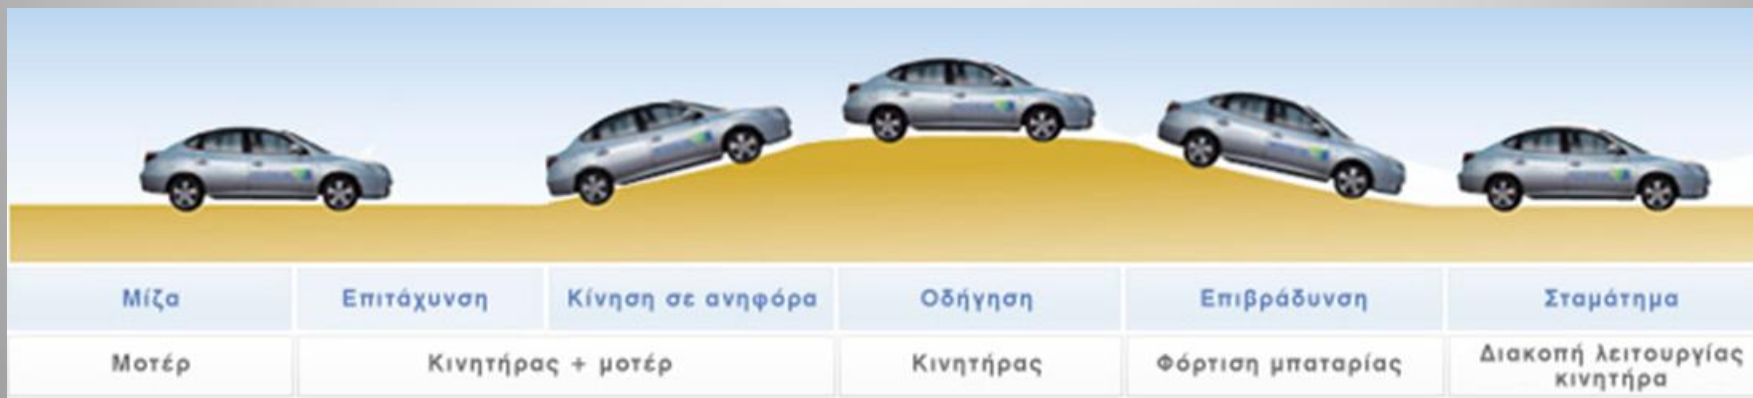 Μίζα
Επιτάχυνση
Κίνηση σε ανηφόρα
Οδήγηση
Επιβράδυνση
Σταμάτημα
Μοτέρ
Κινητήρας + μοτέρ
Κινητήρας
Φόρτιση μπαταρίας
Διακοπή λειτουργίας
κινητήρα